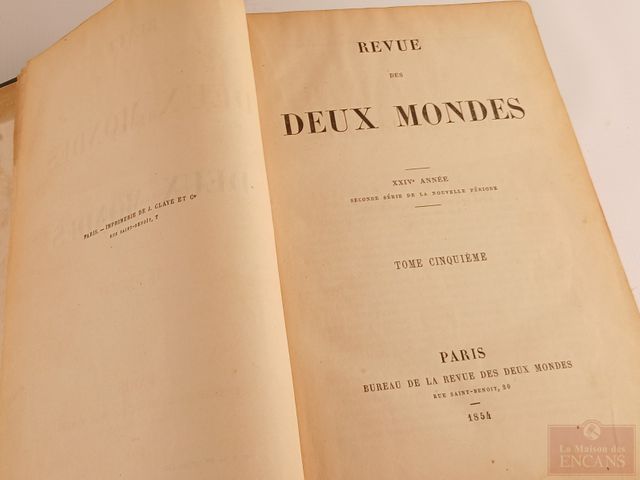 PARIS. — IMPRIMERIE DE J. CLAYE ET Cie
RUE SAINT-BENOIT, 7
REVUE
DES
DEUX MONDES
XXIVe ANNÉE
SECONDE SÉRIE DE LA NOUVELLE PÉRIODE
TOME CINQUIÈME
PARIS
BUREAU DE LA REVUE DES DEUX MONDES
RUE SAINT-BENOIT, 20
1854
La Maison des
ENCANS